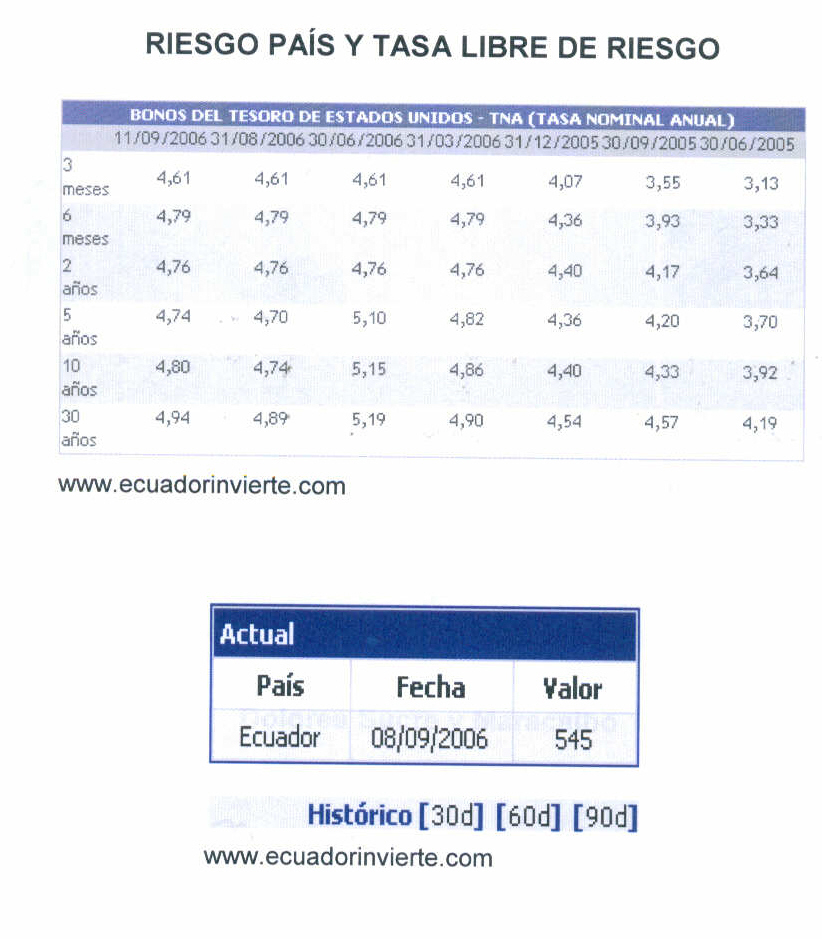 RIESGO PAÍS Y TASA LIBRE DE RIESGO
BONOS DEL TESORO DE ESTADOS UNIDOS - TNA (TASA NOMINAL ANUAL)
11/09/2006 31/08/2006 30/06/2006 31/03/2006 31/12/2005 30/09/2005 30/06/2005
3 meses 4,61 4,61 4,61 4,61 4,07 3,55 3,13
6 meses 4,79 4,79 4,79 4,79 4,36 3,93 3,33
2 años 4,76 4,76 4,76 4,76 4,40 4,17 3,64
5 años 4,74 4,70 5,10 4,82 4,36 4,20 3,70
10 años 4,80 4,74 5,15 4,86 4,40 4,33 3,92
30 años 4,94 4,89 5,19 4,90 4,54 4,57 4,19
www.ecuadorinvierte.com
Actual
País Fecha Valor
Ecuador 08/09/2006 545
Histórico [30d] [60d] [90d]
www.ecuadorinvierte.com